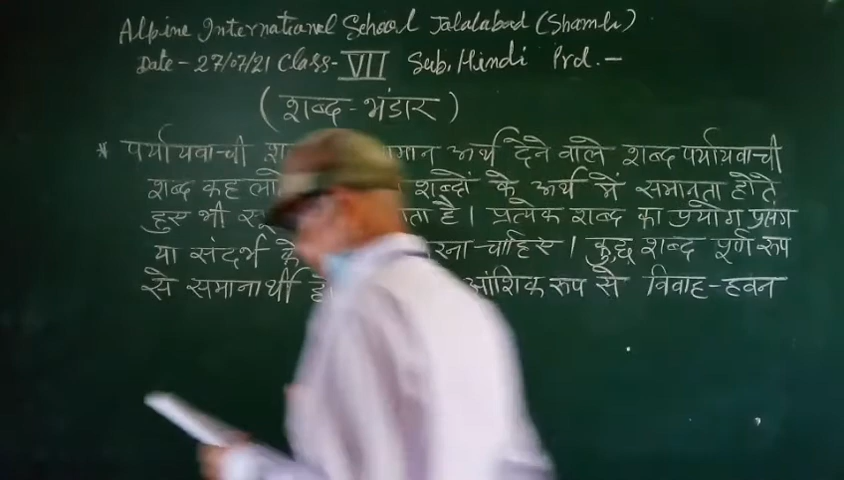 Alpine International School Jalalabad (Shamli)
Date - 27/07/21 Class - VII Sub. Hindi Prd. -
(शब्द - भंडार)
* पर्यायवाची मान अर्थ देने वाले शब्द पर्यायवाची
शब्द कह लो शब्दों के अर्थ में समानता होते
हुए भी ता है। प्रत्येक शब्द का प्रयोग प्रसंग
या संदर्भ के रना चाहिए। कुछ शब्द पूर्ण रूप
से समानार्थी आंशिक रूप से विवाह - हवन